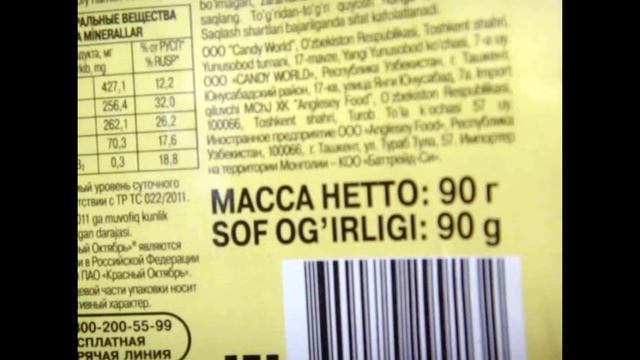 РАЛЬНЫЕ ВЕЩЕСТВА
MINERALLAR
мг % от РУСП*
mg % RUSP*
427,1 12,2
256,4 32,0
262,1 26,2
70,3 17,6
0,3 18,8
уровень суточного
с ТР ТС 022/2011.
011 ga muvofiq kunlik
gan darajasi.
Октябрь»® являются
и в Российской Федерации
ПАО «Красный Октябрь».
части упаковки носит
характер.
800-200-55-99
СПЛАТНАЯ
РЯЧАЯ ЛИНИЯ
saqlang. To'g'ridan-to'g'ri quyosh
Saqlash shartlari bajarilganda sifat kafolatlanadi.
ООО "Candy World", O'zbekiston Respublikasi, Toshkent shahri,
Yunusobod tumani, 17-mavze, Yangi Yunusobod ko'chasi, 7-a uy
ООО «CANDY WORLD», Республика Узбекистан, г. Ташкент,
Юнусабадский район, 17-кв, улица Янги Юнусабад, 7а. Import
qiluvchi MChJ XK "Anglesey Food", O'zbekiston Respublikasi,
100066, Toshkent shahri, Turob To'la ko'chasi 57 uy.
Иностранное предприятие ООО «Anglesey Food», Республика
Узбекистан, 100066, г. Ташкент, ул. Тураб Тула, 57. Импортер
на территории Монголии – КОО «Баттрейд-Си».
МАССА НЕТТО: 90 г
SOF OG'IRLIGI: 90 g